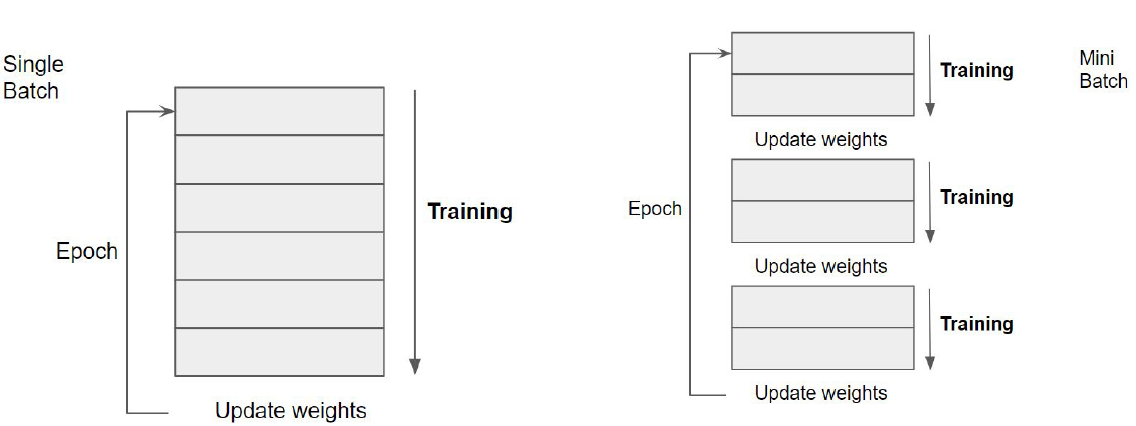 Single
Batch
Epoch
Training
Update weights
Mini
Batch
Epoch
Training
Update weights
Training
Update weights
Training
Update weights